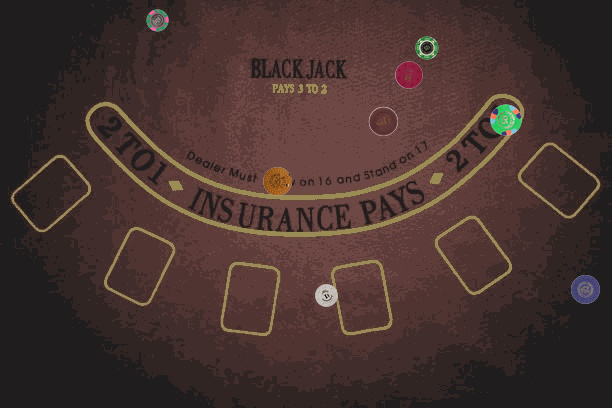 BLACK JACK
PAYS 3 TO 2
Dealer Must on 16 and Stand on 17
2 TO 1 INSURANCE PAYS 2 TO